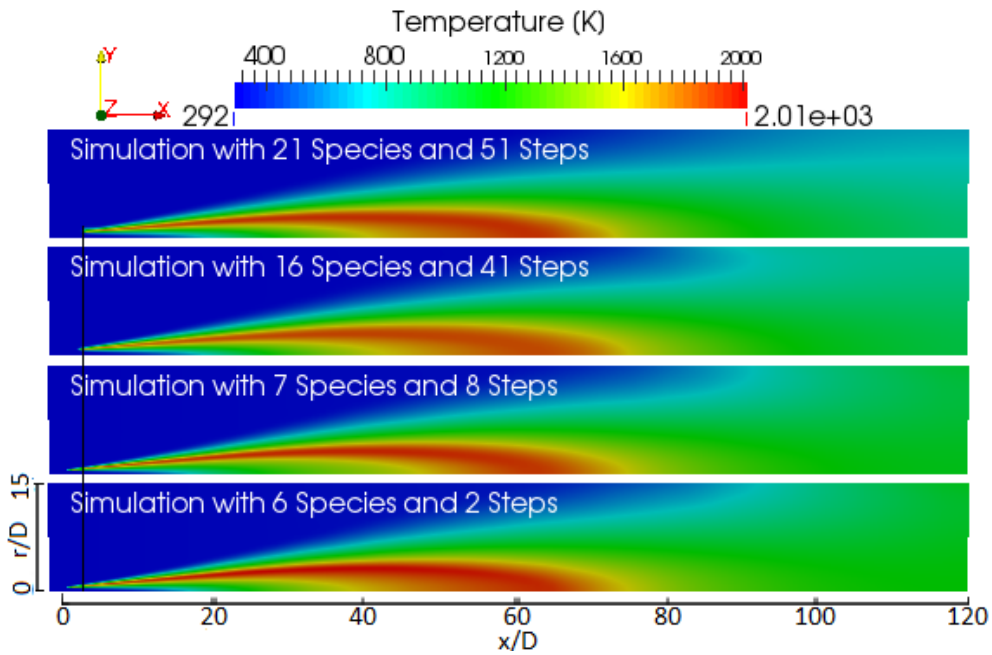 Temperature (K)
Y
Z X
400 800 1200 1600 2000
292 2.01e+03
Simulation with 21 Species and 51 Steps
Simulation with 16 Species and 41 Steps
Simulation with 7 Species and 8 Steps
Simulation with 6 Species and 2 Steps
0 r/D 15
0 20 40 60 80 100 120
x/D